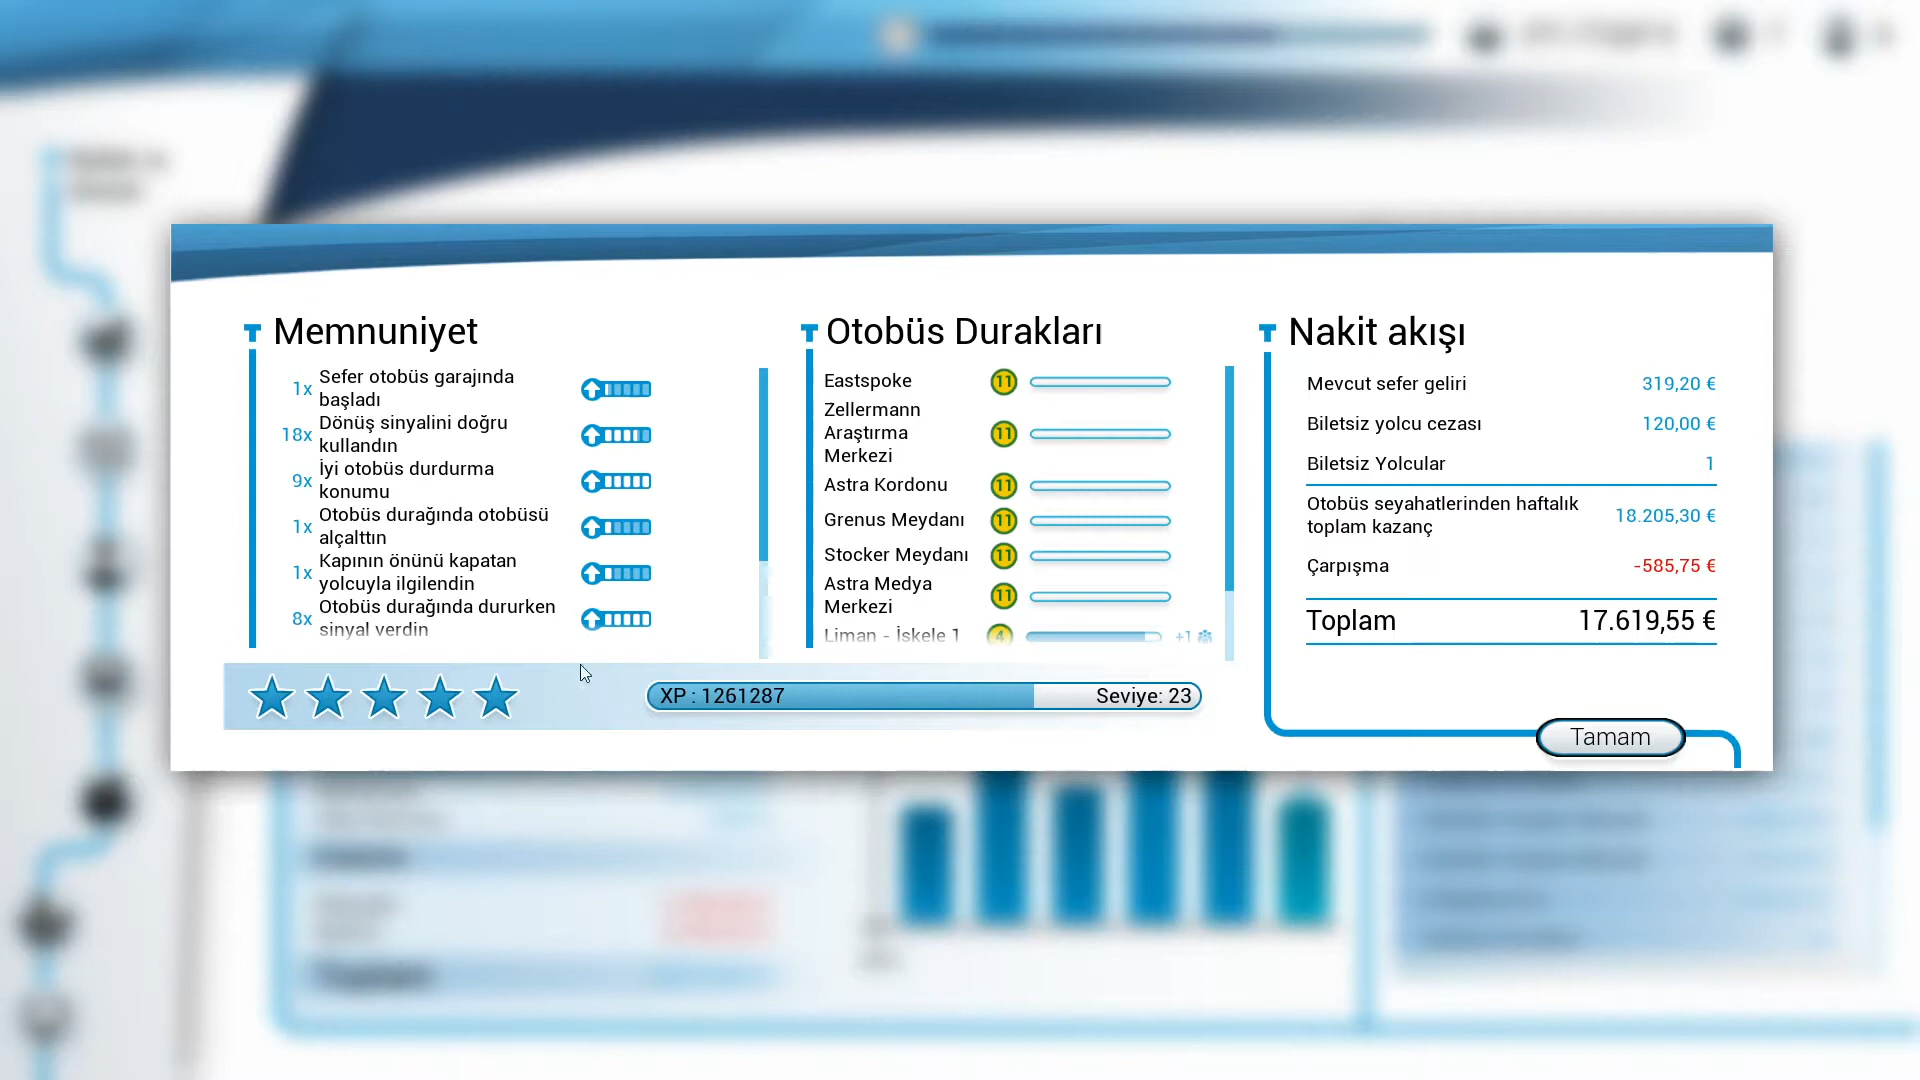 Memnuniyet
1x Sefer otobüs garajında
başladı
18x Dönüş sinyalini doğru
kullandın
9x İyi otobüs durdurma
konumu
1x Otobüs durağında otobüsü
alçalttın
1x Kapının önünü kapatan
yolcuyla ilgilendin
8x Otobüs durağında dururken
sinyal verdin
Otobüs Durakları
Eastspoke 11
Zellermann
Araştırma
Merkezi 11
Astra Kordonu 11
Grenus Meydanı 11
Stocker Meydanı 11
Astra Medya
Merkezi 11
Liman - İskele 1 4 +1
Nakit akışı
Mevcut sefer geliri 319,20 €
Biletsiz yolcu cezası 120,00 €
Biletsiz Yolcular 1
Otobüs seyahatlerinden haftalık
toplam kazanç 18.205,30 €
Çarpışma -585,75 €
Toplam 17.619,55 €
XP : 1261287 Seviye: 23
Tamam